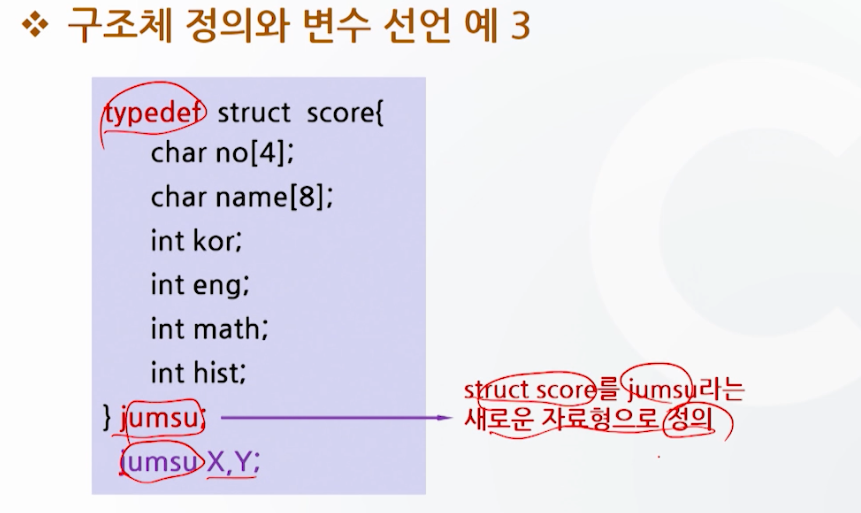 ❖ 구조체 정의와 변수 선언 예 3
typedef struct score{
char no[4];
char name[8];
int kor;
int eng;
int math;
int hist;
} jumsu;
struct score를 jumsu라는
새로운 자료형으로 정의
jumsu X,Y;